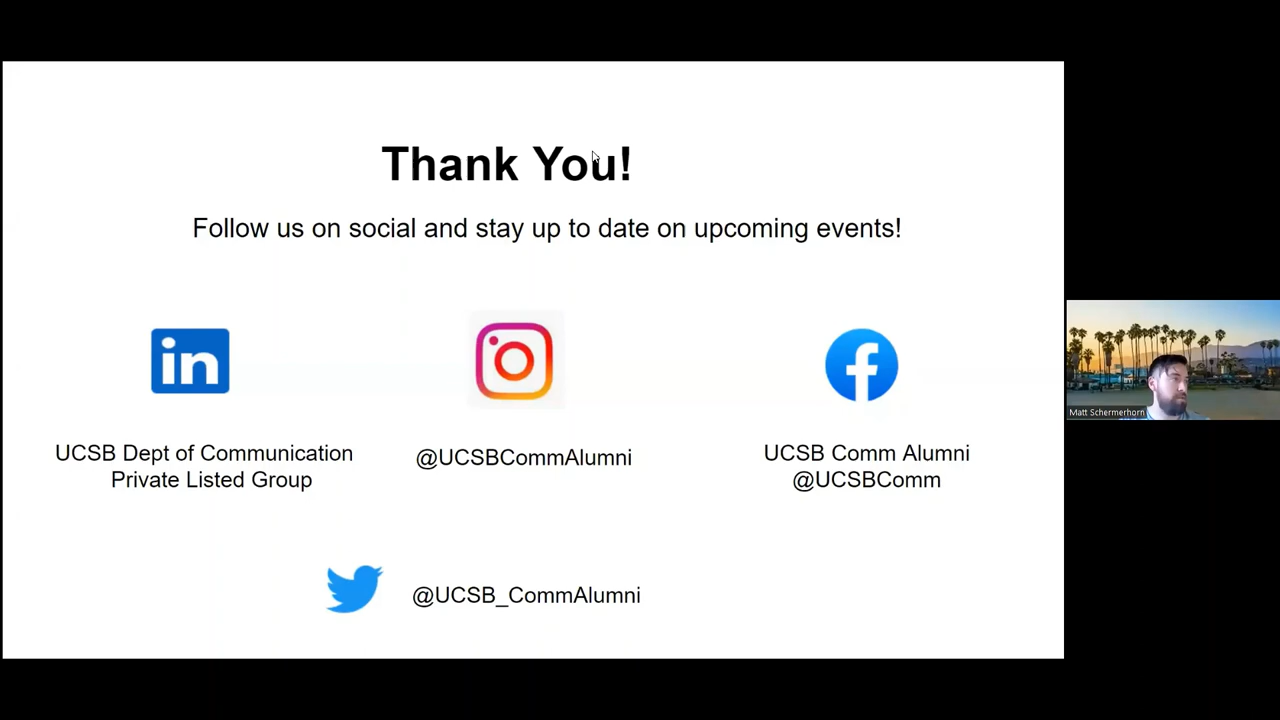 Thank You!
Follow us on social and stay up to date on upcoming events!
in
UCSB Dept of Communication
Private Listed Group
@UCSBCommAlumni
UCSB Comm Alumni
@UCSBComm
@UCSB_CommAlumni
Matt Schermerhorn